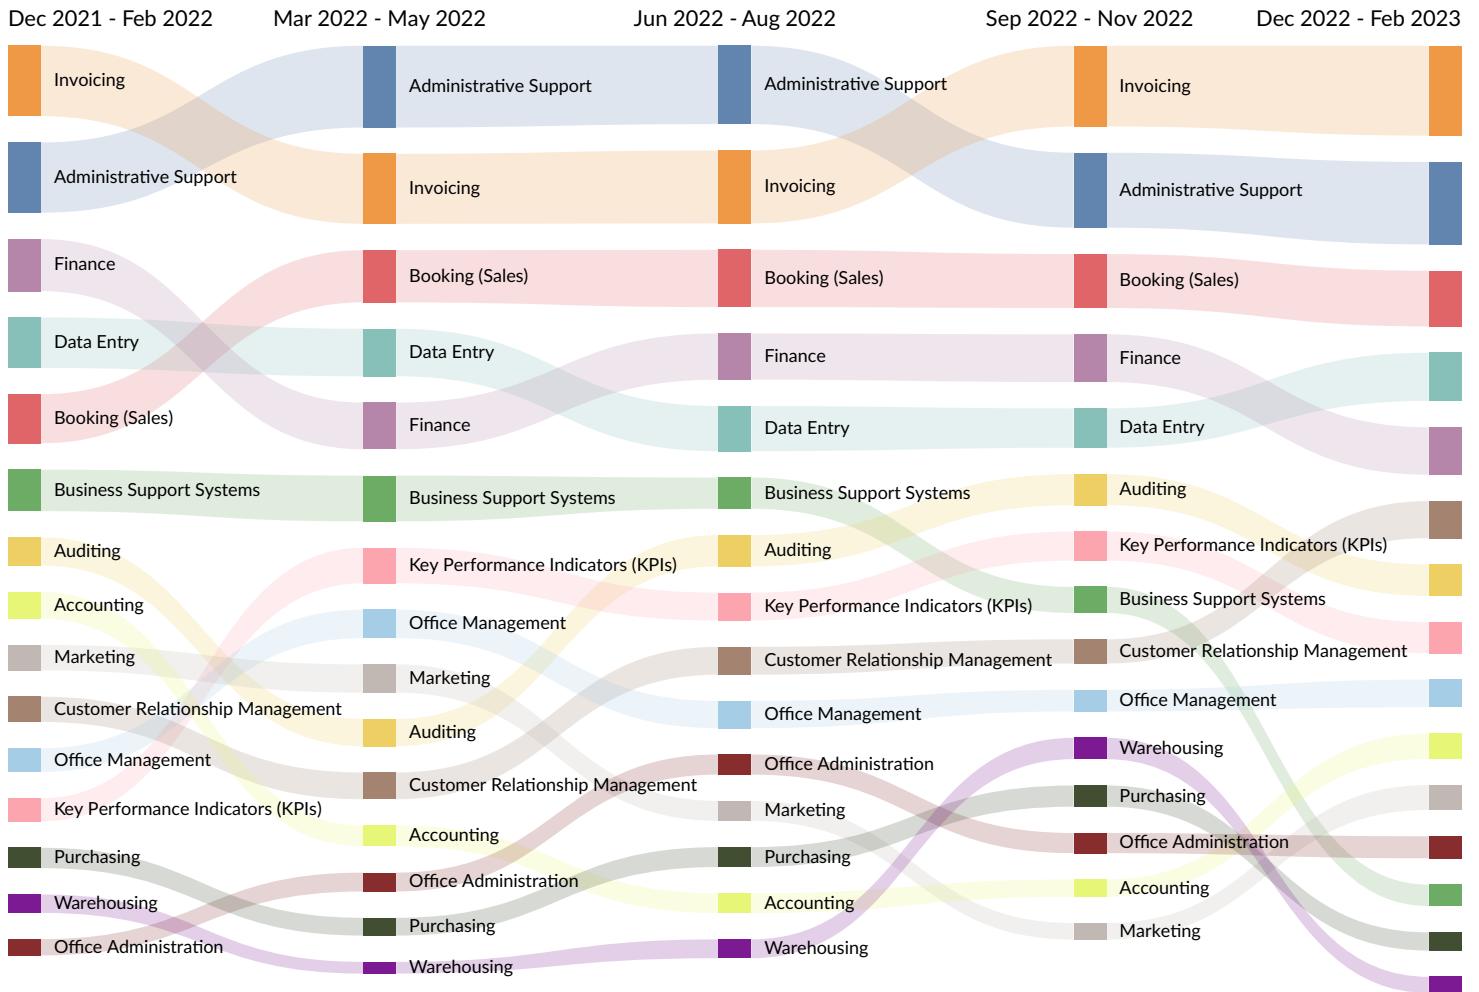 Dec 2021 - Feb 2022
Mar 2022 - May 2022
Jun 2022 - Aug 2022
Sep 2022 - Nov 2022
Dec 2022 - Feb 2023
Invoicing
Administrative Support
Finance
Data Entry
Booking (Sales)
Business Support Systems
Auditing
Accounting
Marketing
Customer Relationship Management
Office Management
Key Performance Indicators (KPIs)
Purchasing
Warehousing
Office Administration
Administrative Support
Invoicing
Booking (Sales)
Data Entry
Finance
Business Support Systems
Key Performance Indicators (KPIs)
Office Management
Marketing
Auditing
Customer Relationship Management
Accounting
Office Administration
Purchasing
Warehousing
Administrative Support
Invoicing
Booking (Sales)
Finance
Data Entry
Business Support Systems
Auditing
Key Performance Indicators (KPIs)
Customer Relationship Management
Office Management
Office Administration
Marketing
Purchasing
Accounting
Warehousing
Invoicing
Administrative Support
Booking (Sales)
Finance
Data Entry
Auditing
Key Performance Indicators (KPIs)
Business Support Systems
Customer Relationship Management
Office Management
Warehousing
Purchasing
Office Administration
Accounting
Marketing